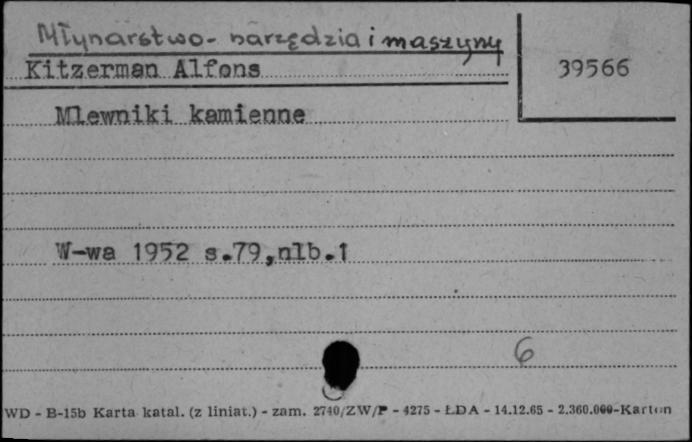 Młynarstwo - narzędzia i maszyny
Kitzerman Alfons
39566
Mlewniki kamienne
W-wa 1952 s.79,nlb.1
6
WD - B-15b Karta katal. (z liniat.) - zam. 2740/ZW/P - 4275 - ŁDA - 14.12.65 - 2.360.000-Karton